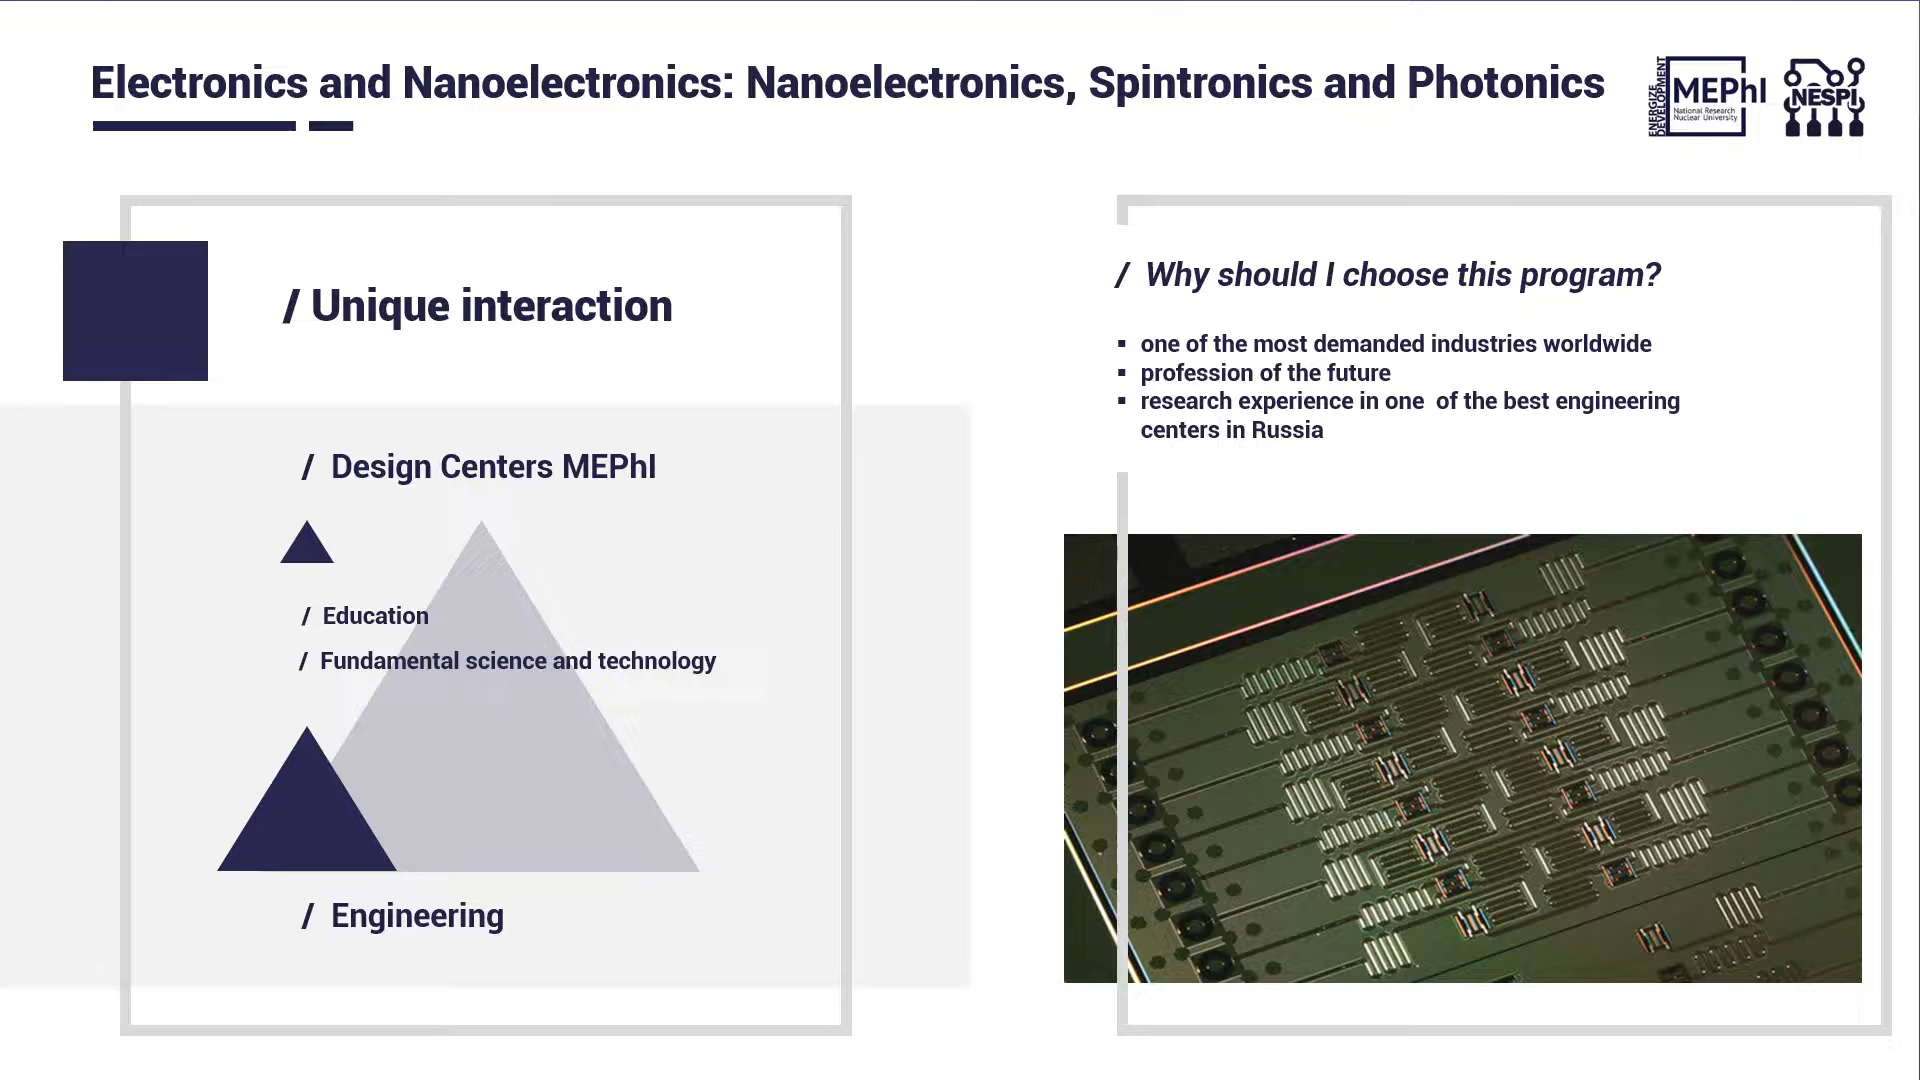 Electronics and Nanoelectronics: Nanoelectronics, Spintronics and Photonics
ENERGIZE
DEVELOPMENT
MEPhI
National Research
Nuclear University
NESPI
/ Unique interaction
/ Design Centers MEPhI
/ Education
/ Fundamental science and technology
/ Engineering
/ Why should I choose this program?
▪ one of the most demanded industries worldwide
▪ profession of the future
▪ research experience in one of the best engineering
centers in Russia